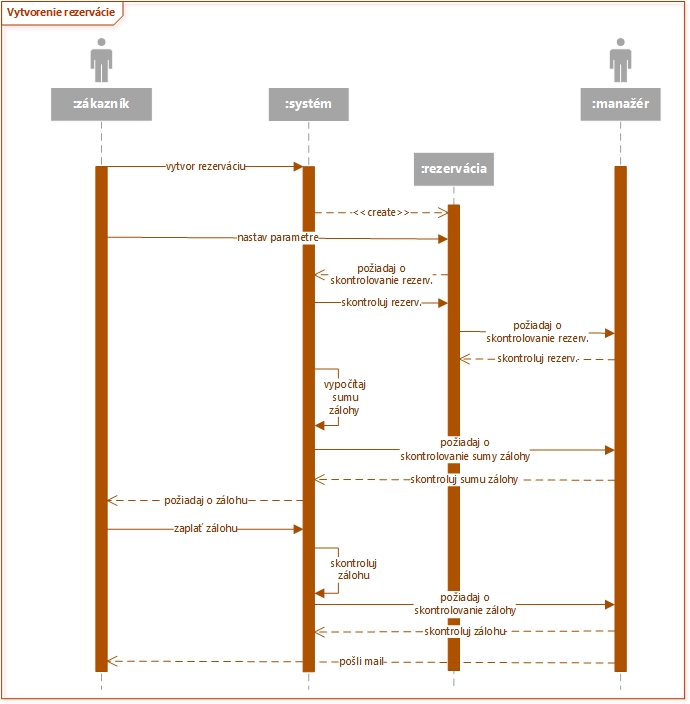 Vytvorenie rezervácie
:zákazník
:systém
:manažér
:rezervácia
vytvor rezerváciu
<<create>>
nastav parametre
požiadaj o
skontrolovanie rezerv.
skontroluj rezerv.
požiadaj o
skontrolovanie rezerv.
skontroluj rezerv.
vypočítaj
sumu
zálohy
požiadaj o
skontrolovanie sumy zálohy
skontroluj sumu zálohy
požiadaj o zálohu
zaplať zálohu
skontroluj
zálohu
požiadaj o
skontrolovanie zálohy
skontroluj zálohu
pošli mail